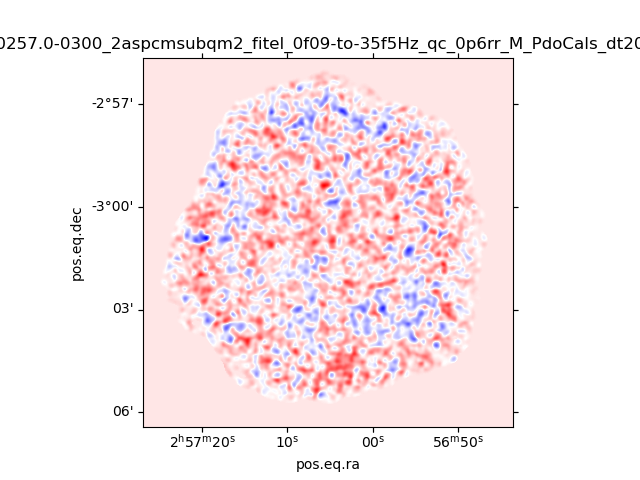 0257.0-0300_2aspcmsubqm2_fitel_0f09-to-35f5Hz_qc_0p6rr_M_PdoCals_dt20
-2°57'
-3°00'
03'
06'
pos.eq.dec
2ʰ57ᵐ20ˢ 10ˢ 00ˢ 56ᵐ50ˢ
pos.eq.ra